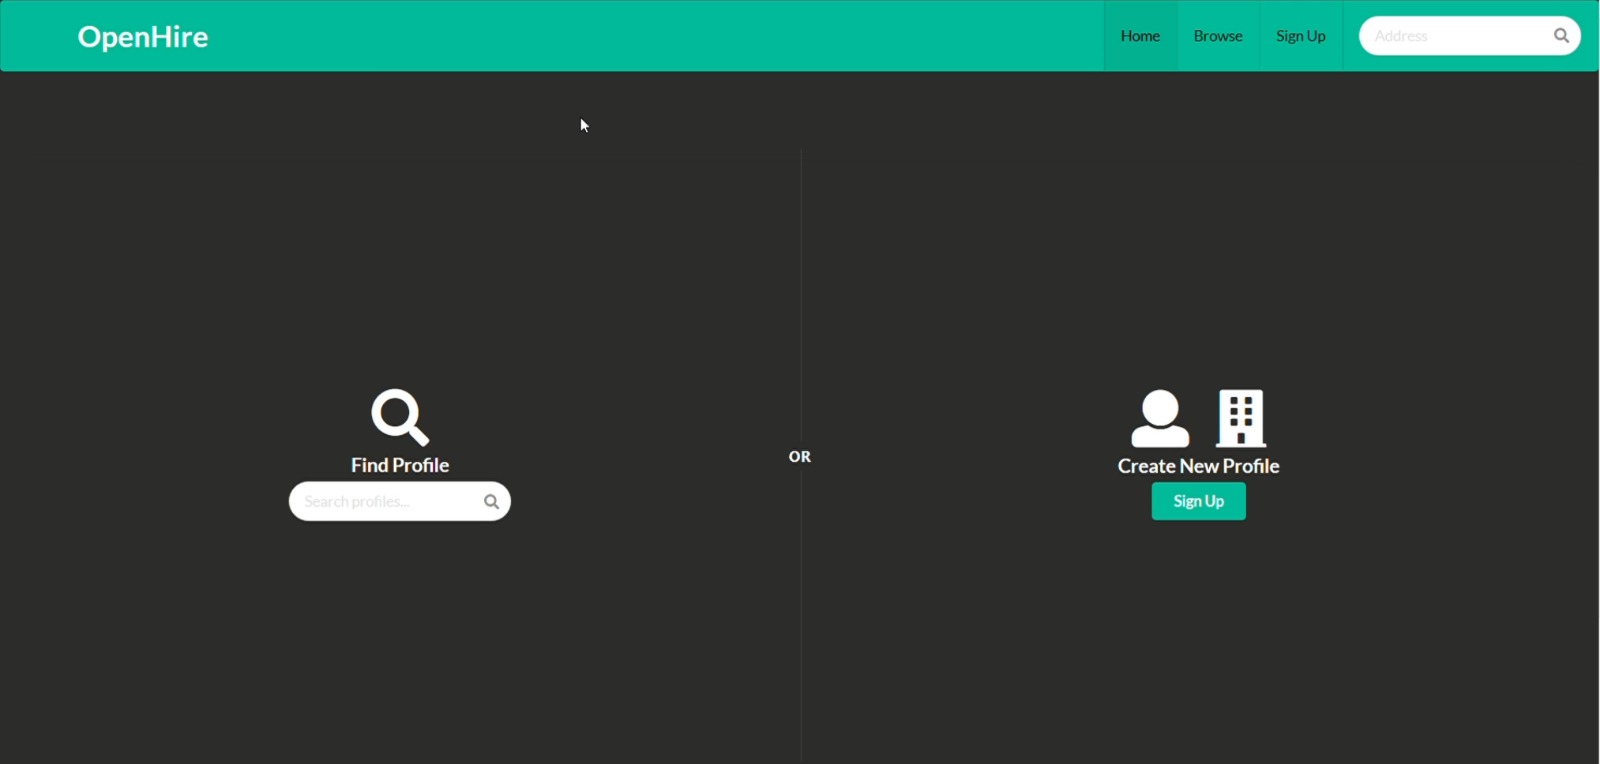 OpenHire
Home Browse Sign Up Address
Find Profile
Search profiles...
OR
Create New Profile
Sign Up